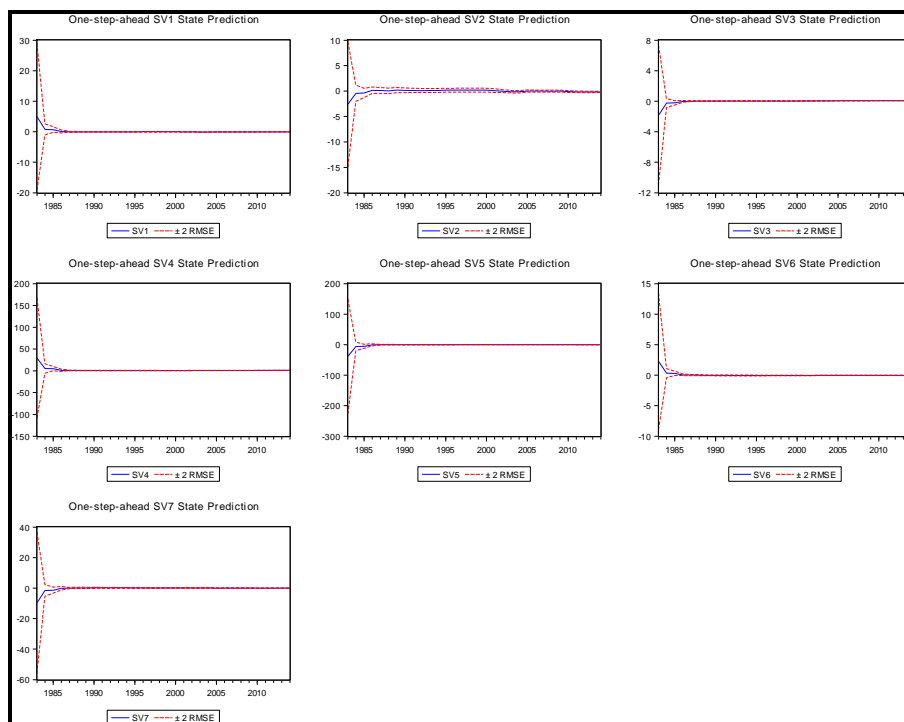 One-step-ahead SV1 State Prediction
30
20
10
0
-10
-20
1985 1990 1995 2000 2005 2010
SV1 ± 2 RMSE
One-step-ahead SV2 State Prediction
10
5
0
-5
-10
-15
-20
1985 1990 1995 2000 2005 2010
SV2 ± 2 RMSE
One-step-ahead SV3 State Prediction
8
4
0
-4
-8
-12
1985 1990 1995 2000 2005 2010
SV3 ± 2 RMSE
One-step-ahead SV4 State Prediction
200
150
100
50
0
-50
-100
-150
1985 1990 1995 2000 2005 2010
SV4 ± 2 RMSE
One-step-ahead SV5 State Prediction
200
100
0
-100
-200
-300
1985 1990 1995 2000 2005 2010
SV5 ± 2 RMSE
One-step-ahead SV6 State Prediction
15
10
5
0
-5
-10
1985 1990 1995 2000 2005 2010
SV6 ± 2 RMSE
One-step-ahead SV7 State Prediction
40
20
0
-20
-40
-60
1985 1990 1995 2000 2005 2010
SV7 ± 2 RMSE